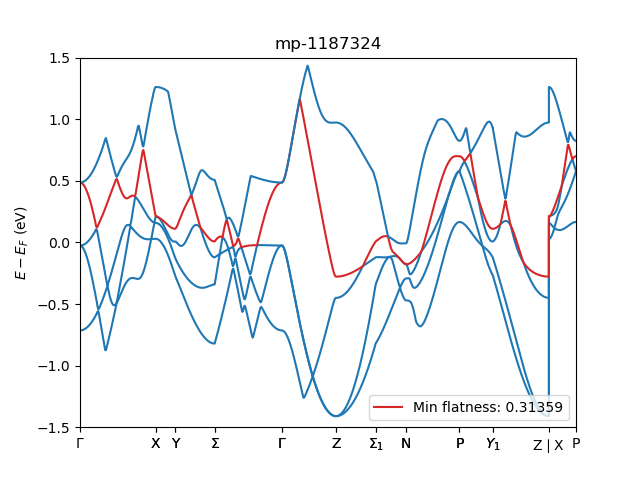 mp-1187324
1.5
1.0
0.5
0.0
−0.5
−1.0
−1.5
E − E_F (eV)
Γ X Y Σ Γ Z Σ₁ N P Y₁ Z | X P
Min flatness: 0.31359